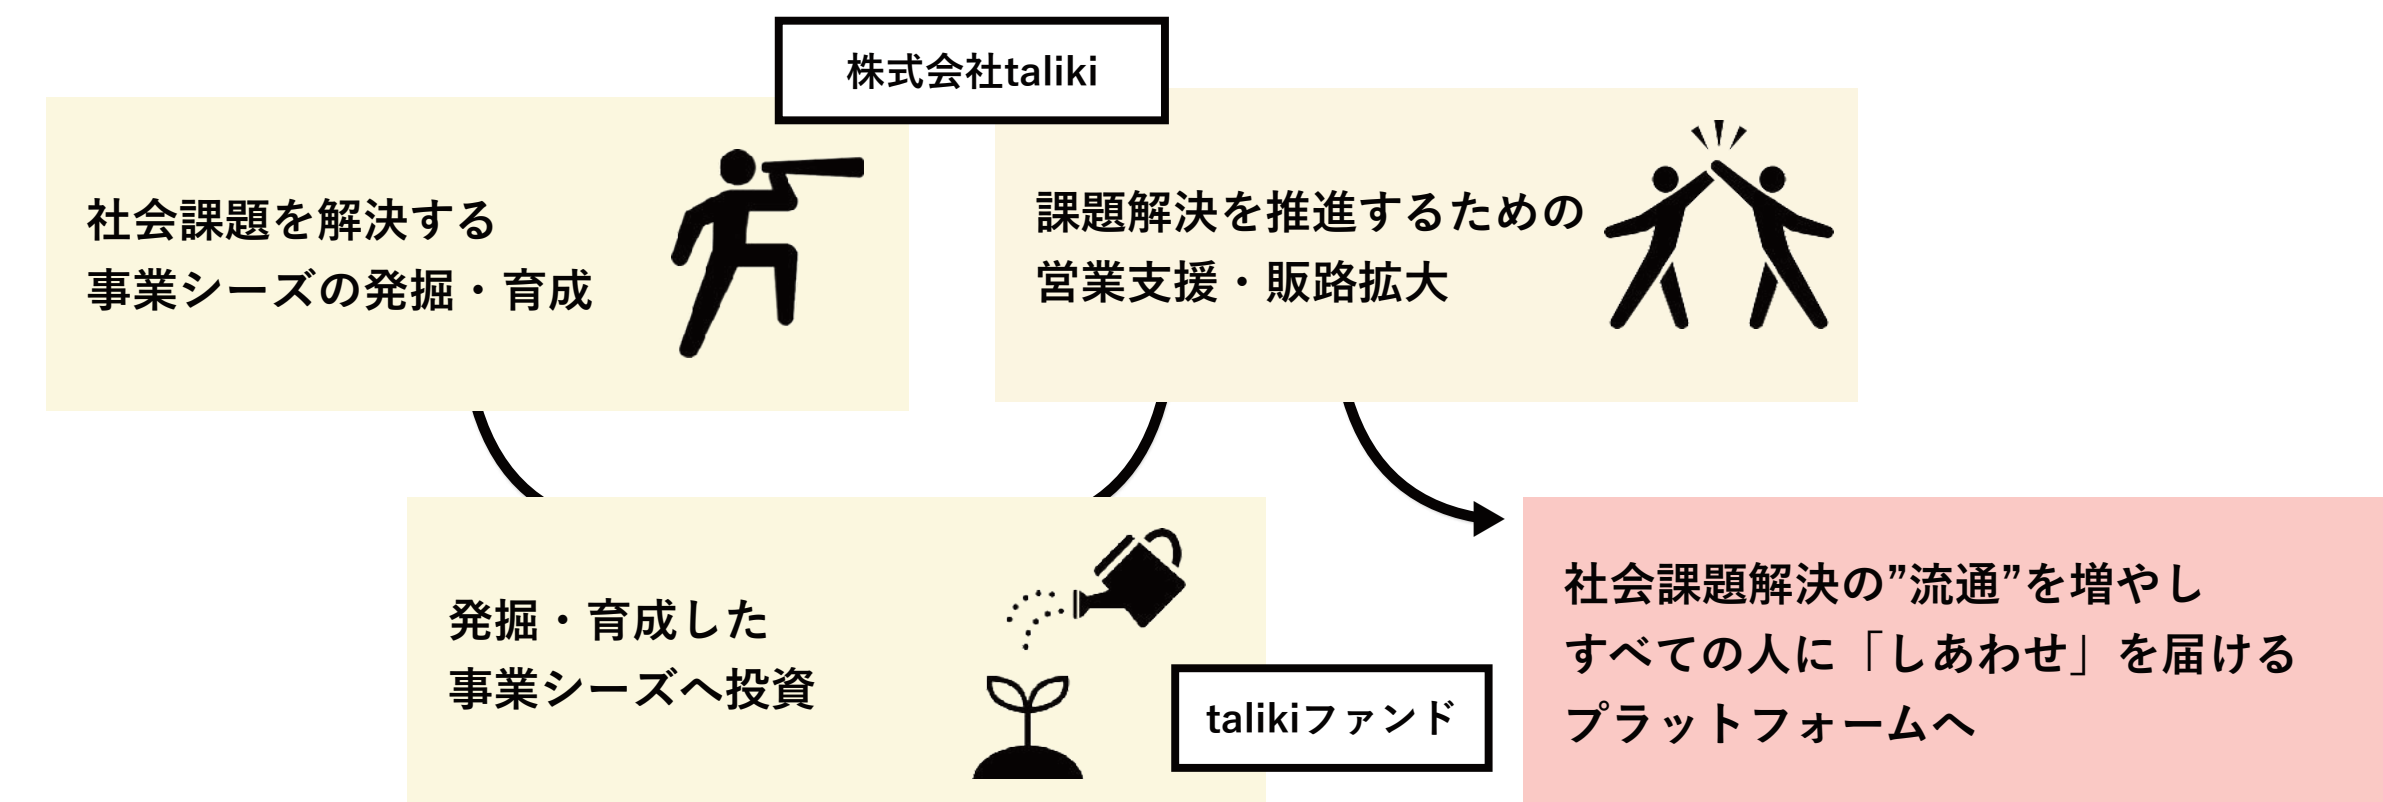 株式会社taliki
社会課題を解決する
事業シーズの発掘・育成
課題解決を推進するための
営業支援・販路拡大
発掘・育成した
事業シーズへ投資
talikiファンド
社会課題解決の”流通”を増やし
すべての人に「しあわせ」を届ける
プラットフォームへ